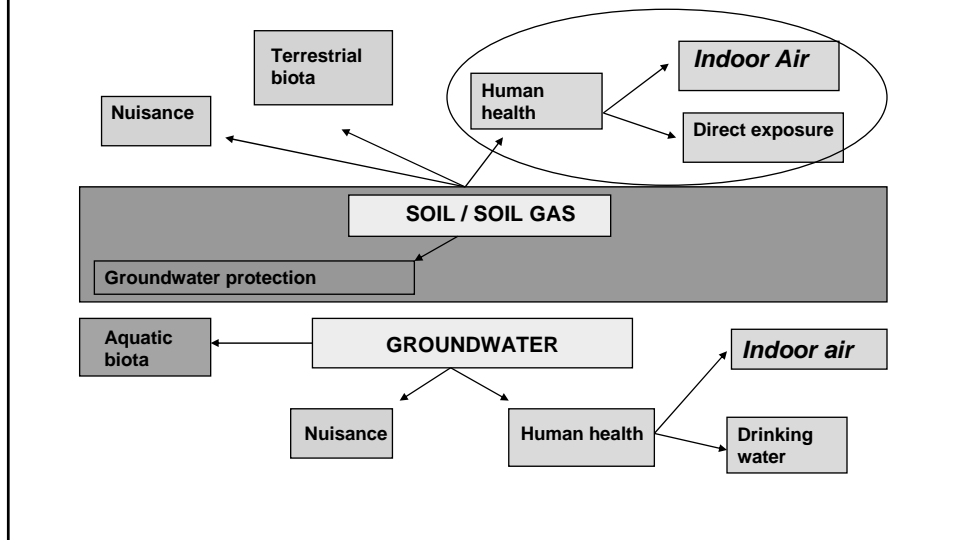 Terrestrial
biota
Indoor Air
Human
health
Nuisance
Direct exposure
SOIL / SOIL GAS
Groundwater protection
Aquatic
biota
GROUNDWATER
Indoor air
Nuisance
Human health
Drinking
water